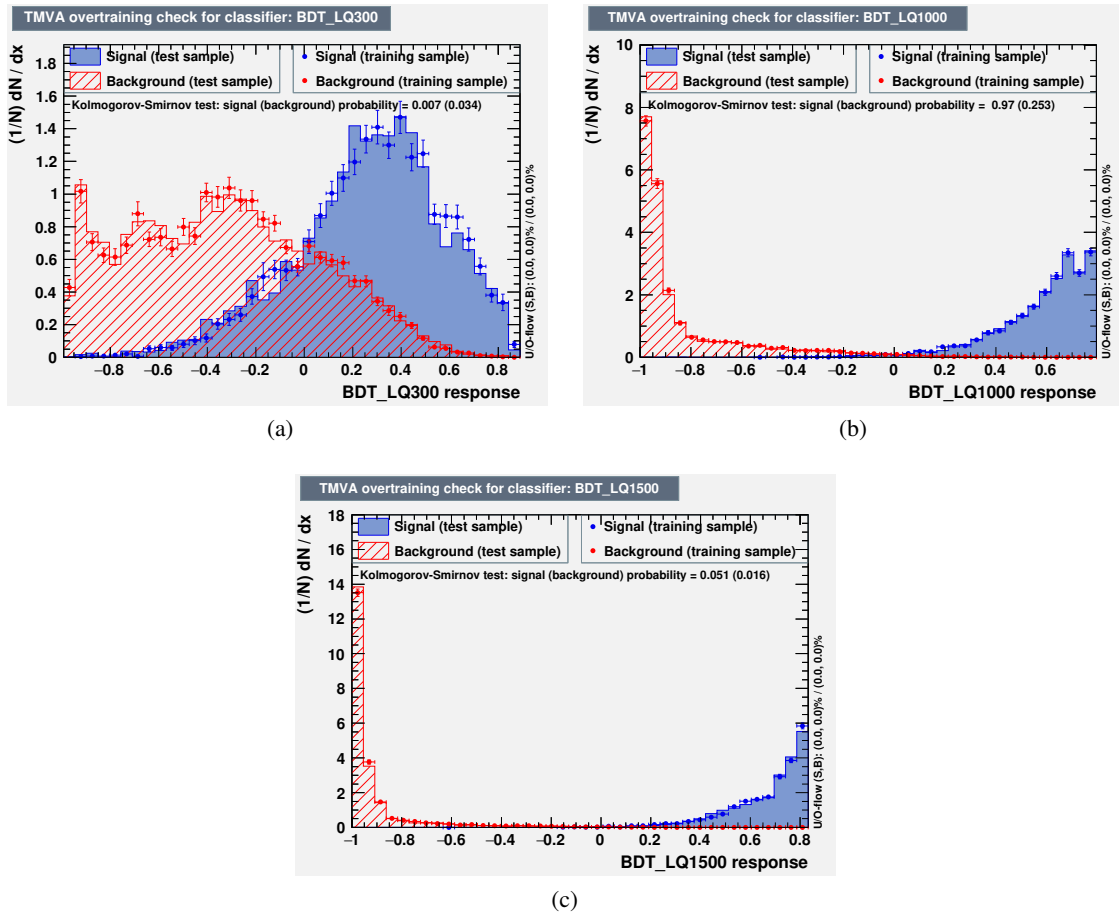 TMVA overtraining check for classifier: BDT_LQ300
(1/N) dN / dx
1.8
1.6
1.4
1.2
1
0.8
0.6
0.4
0.2
0
Signal (test sample)
Background (test sample)
Signal (training sample)
Background (training sample)
Kolmogorov-Smirnov test: signal (background) probability = 0.007 (0.034)
U/O-flow (S,B): (0.0, 0.0)% / (0.0, 0.0)%
−0.8 −0.6 −0.4 −0.2 0 0.2 0.4 0.6 0.8
BDT_LQ300 response
(a)
TMVA overtraining check for classifier: BDT_LQ1000
(1/N) dN / dx
10
8
6
4
2
0
Signal (test sample)
Background (test sample)
Signal (training sample)
Background (training sample)
Kolmogorov-Smirnov test: signal (background) probability = 0.97 (0.253)
U/O-flow (S,B): (0.0, 0.0)% / (0.0, 0.0)%
−1 −0.8 −0.6 −0.4 −0.2 0 0.2 0.4 0.6
BDT_LQ1000 response
(b)
TMVA overtraining check for classifier: BDT_LQ1500
(1/N) dN / dx
18
16
14
12
10
8
6
4
2
0
Signal (test sample)
Background (test sample)
Signal (training sample)
Background (training sample)
Kolmogorov-Smirnov test: signal (background) probability = 0.051 (0.016)
U/O-flow (S,B): (0.0, 0.0)% / (0.0, 0.0)%
−1 −0.8 −0.6 −0.4 −0.2 0 0.2 0.4 0.6 0.8
BDT_LQ1500 response
(c)